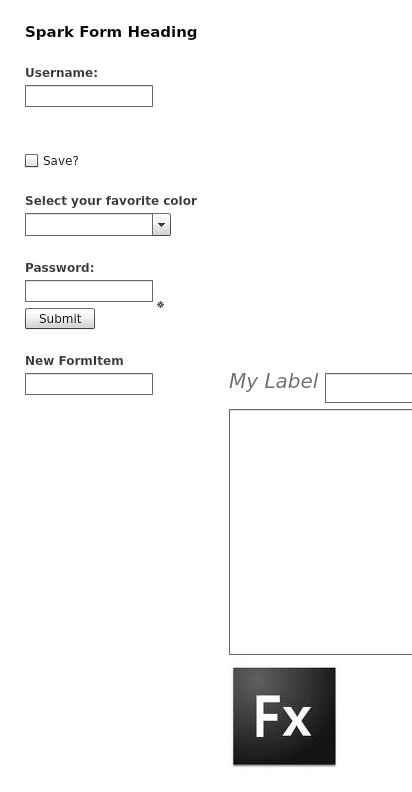 Spark Form Heading
Username:
Save?
Select your favorite color
Password:
Submit
New FormItem
My Label
Fx